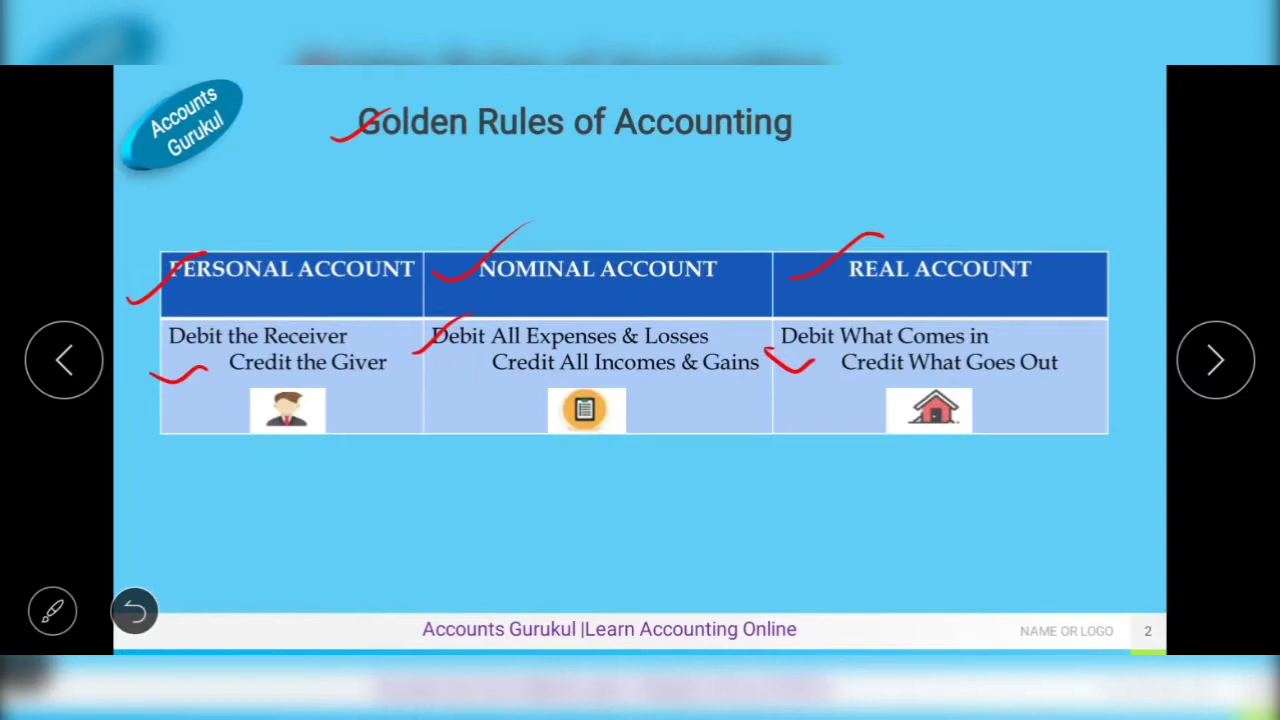 Accounts
Gurukul
Golden Rules of Accounting
PERSONAL ACCOUNT
NOMINAL ACCOUNT
REAL ACCOUNT
Debit the Receiver
Credit the Giver
Debit All Expenses & Losses
Credit All Incomes & Gains
Debit What Comes in
Credit What Goes Out
Accounts Gurukul |Learn Accounting Online
NAME OR LOGO
2